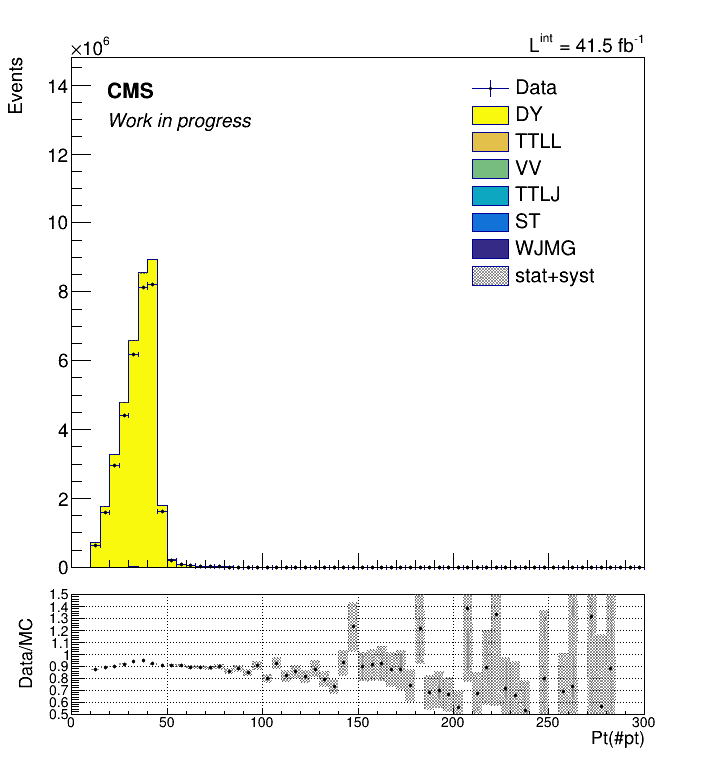 ×10⁶
L^int = 41.5 fb⁻¹
Events
14
12
10
8
6
4
2
0
CMS
Work in progress
Data
DY
TTLL
VV
TTLJ
ST
WJMG
stat+syst
Data/MC
1.5
1.4
1.3
1.2
1.1
1
0.9
0.8
0.7
0.6
0.5
0 50 100 150 200 250 300
Pt(#pt)